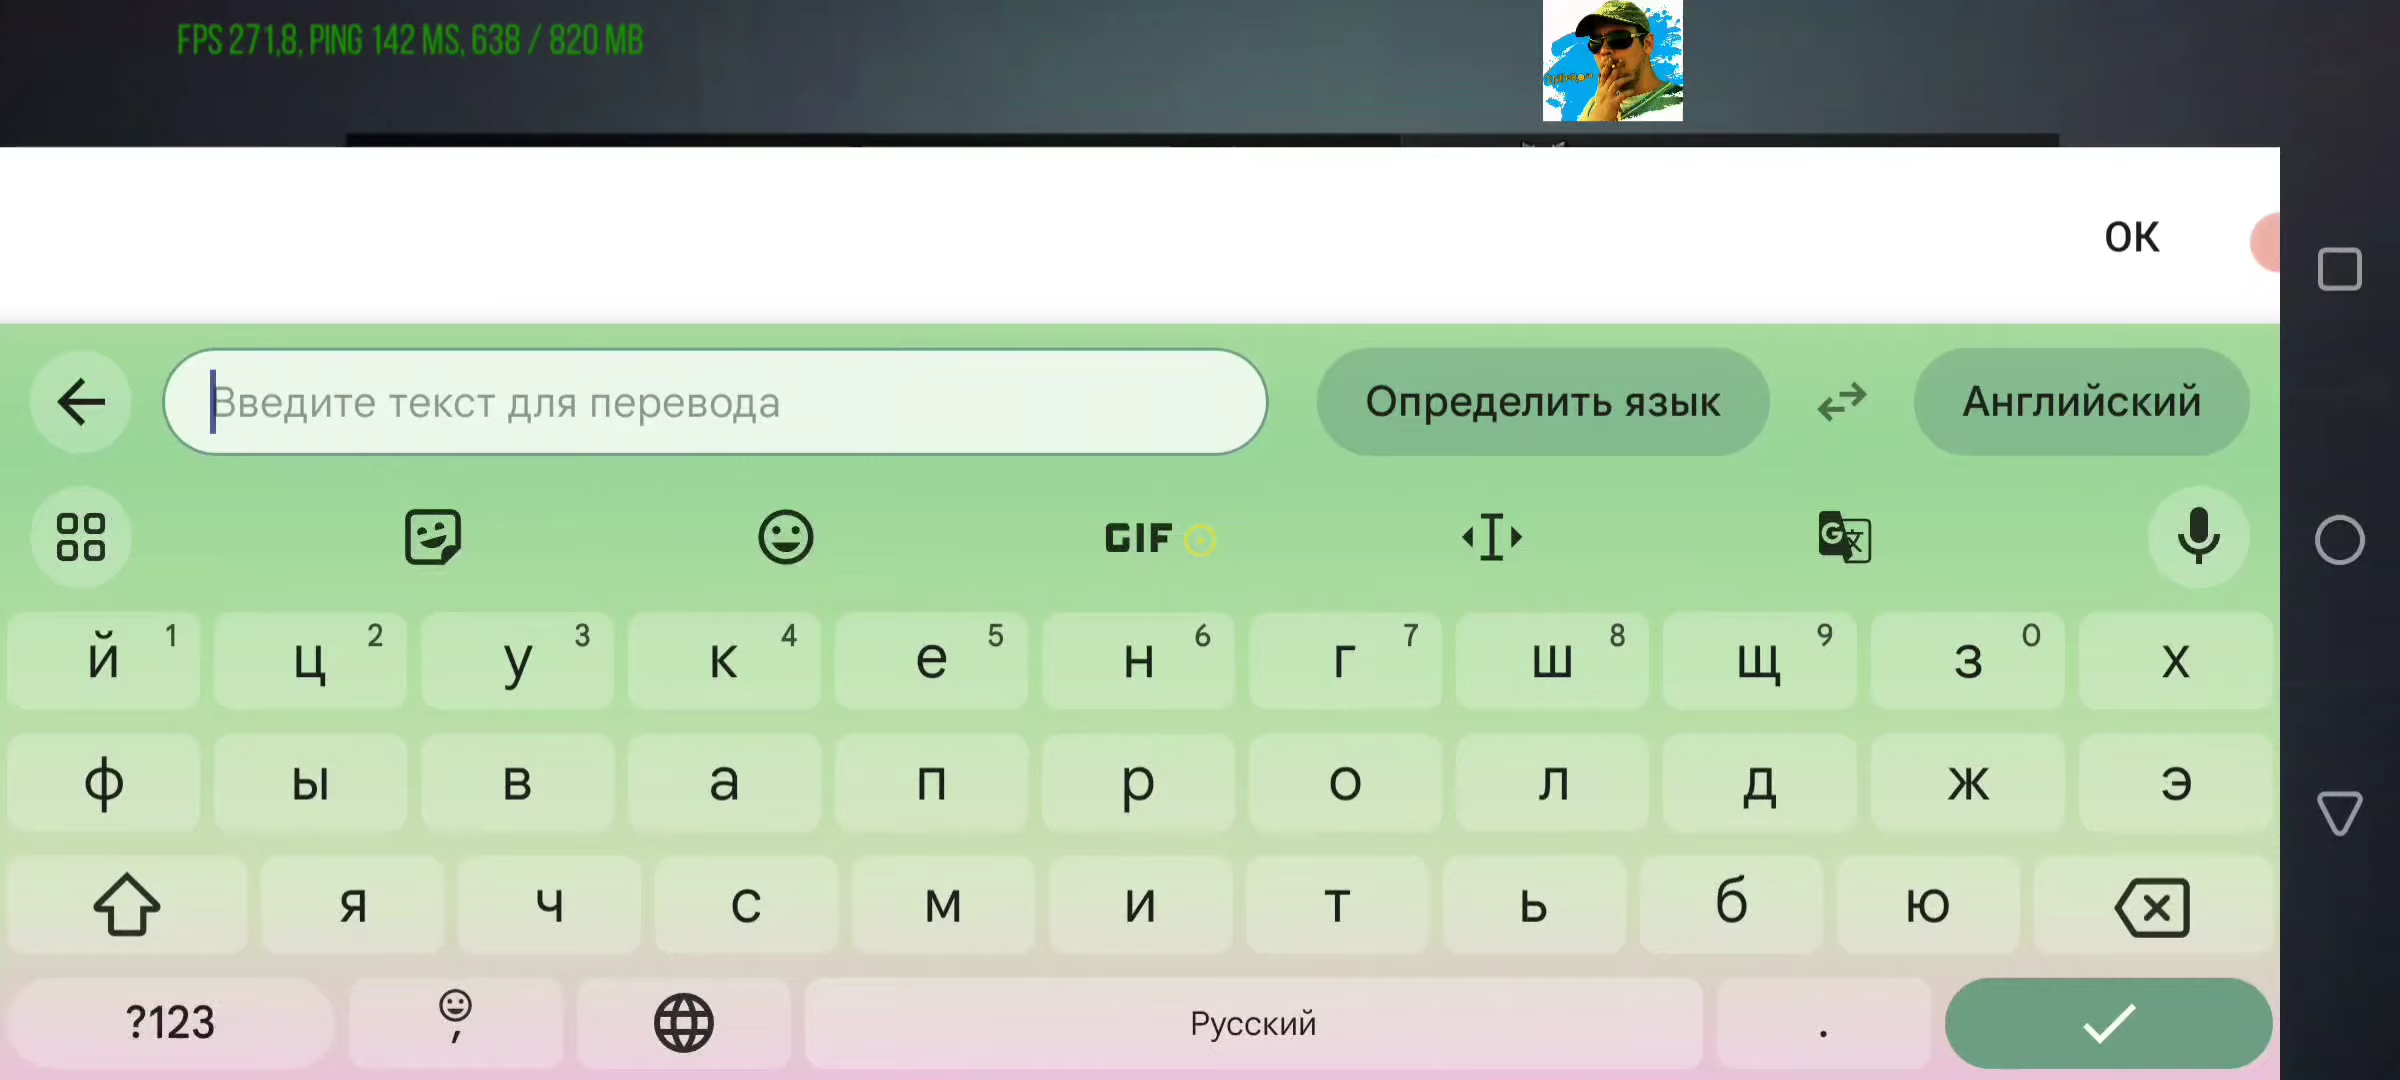 FPS 271,8, PING 142 MS, 638 / 820 MB
ОК
Введите текст для перевода
Определить язык
Английский
GIF
й 1 ц 2 у 3 к 4 е 5 н 6 г 7 ш 8 щ 9 з 0 х
ф ы в а п р о л д ж э
я ч с м и т ь б ю
?123 , Русский .